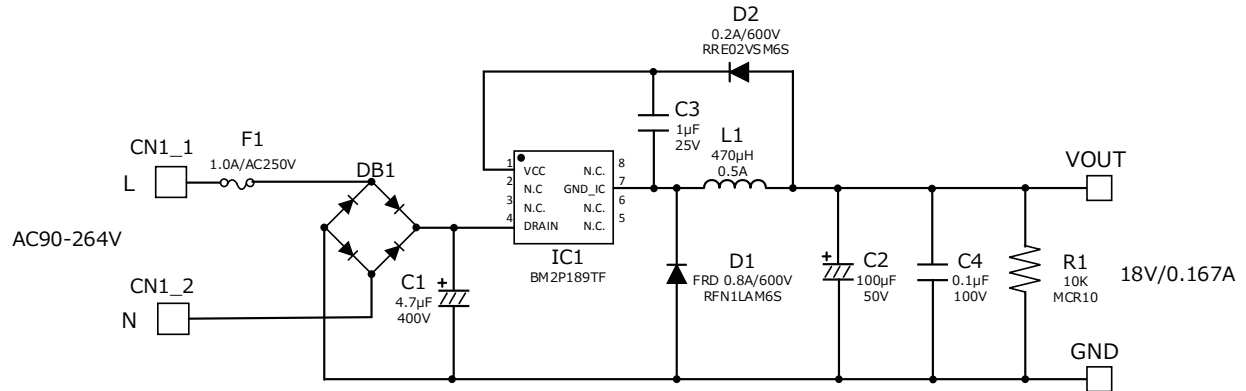 D2
0.2A/600V
RRE02VSM6S
C3
1µF
25V
L1
470µH
0.5A
CN1_1
L
F1
1.0A/AC250V
DB1
1
2
3
4
VCC
N.C
N.C.
DRAIN
N.C.
GND_IC
N.C.
N.C.
8
7
6
5
IC1
BM2P189TF
VOUT
AC90-264V
CN1_2
N
C1
+
4.7µF
400V
D1
FRD 0.8A/600V
RFN1LAM6S
+
C2
100µF
50V
C4
0.1µF
100V
R1
10K
MCR10
18V/0.167A
GND